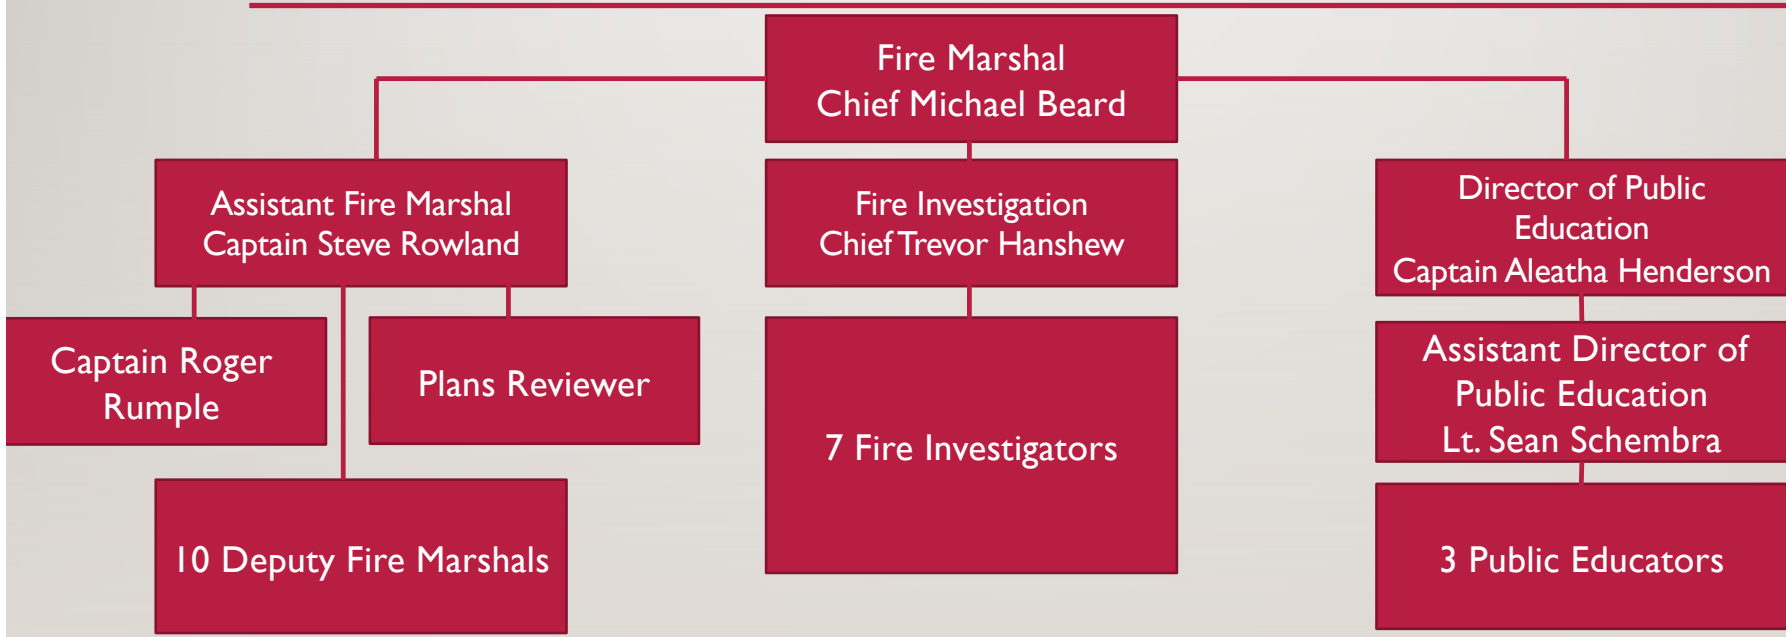 Fire Marshal
Chief Michael Beard
Assistant Fire Marshal
Captain Steve Rowland
Fire Investigation
Chief Trevor Hanshew
Director of Public
Education
Captain Aleatha Henderson
Captain Roger
Rumple
Plans Reviewer
7 Fire Investigators
Assistant Director of
Public Education
Lt. Sean Schembra
10 Deputy Fire Marshals
3 Public Educators